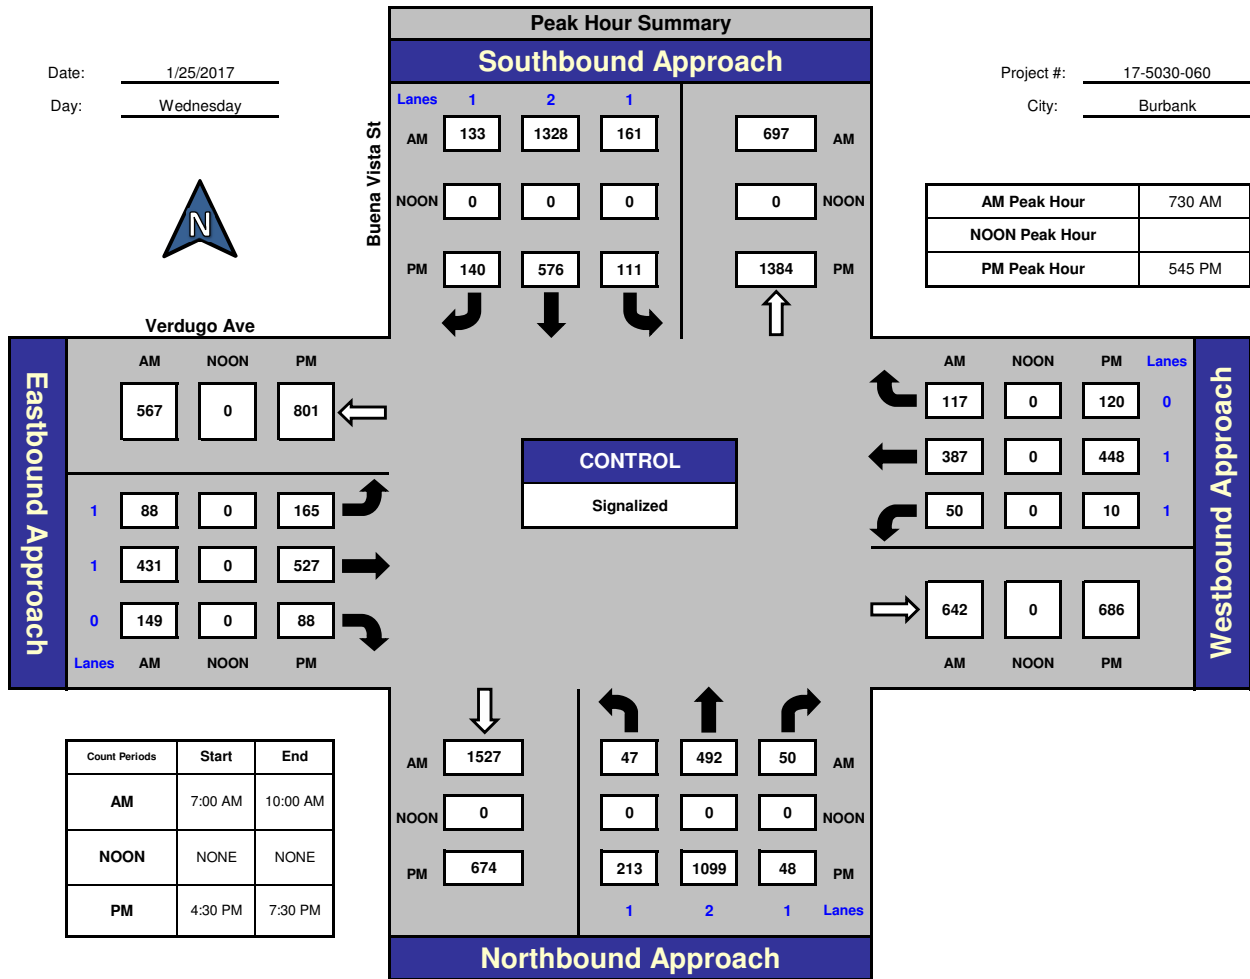 Peak Hour Summary
Southbound Approach
Date: 1/25/2017
Day: Wednesday
Project #: 17-5030-060
City: Burbank
N
Buena Vista St
Lanes 1 2 1
AM 133 1328 161 697 AM
NOON 0 0 0 0 NOON
PM 140 576 111 1384 PM
AM Peak Hour 730 AM
NOON Peak Hour
PM Peak Hour 545 PM
Verdugo Ave
Eastbound Approach
AM NOON PM
567 0 801
1 88 0 165
1 431 0 527
0 149 0 88
Lanes AM NOON PM
CONTROL
Signalized
AM NOON PM Lanes
117 0 120 0
387 0 448 1
50 0 10 1
642 0 686
AM NOON PM
Westbound Approach
Count Periods Start End
AM 7:00 AM 10:00 AM
NOON NONE NONE
PM 4:30 PM 7:30 PM
AM 1527 47 492 50 AM
NOON 0 0 0 0 NOON
PM 674 213 1099 48 PM
1 2 1 Lanes
Northbound Approach